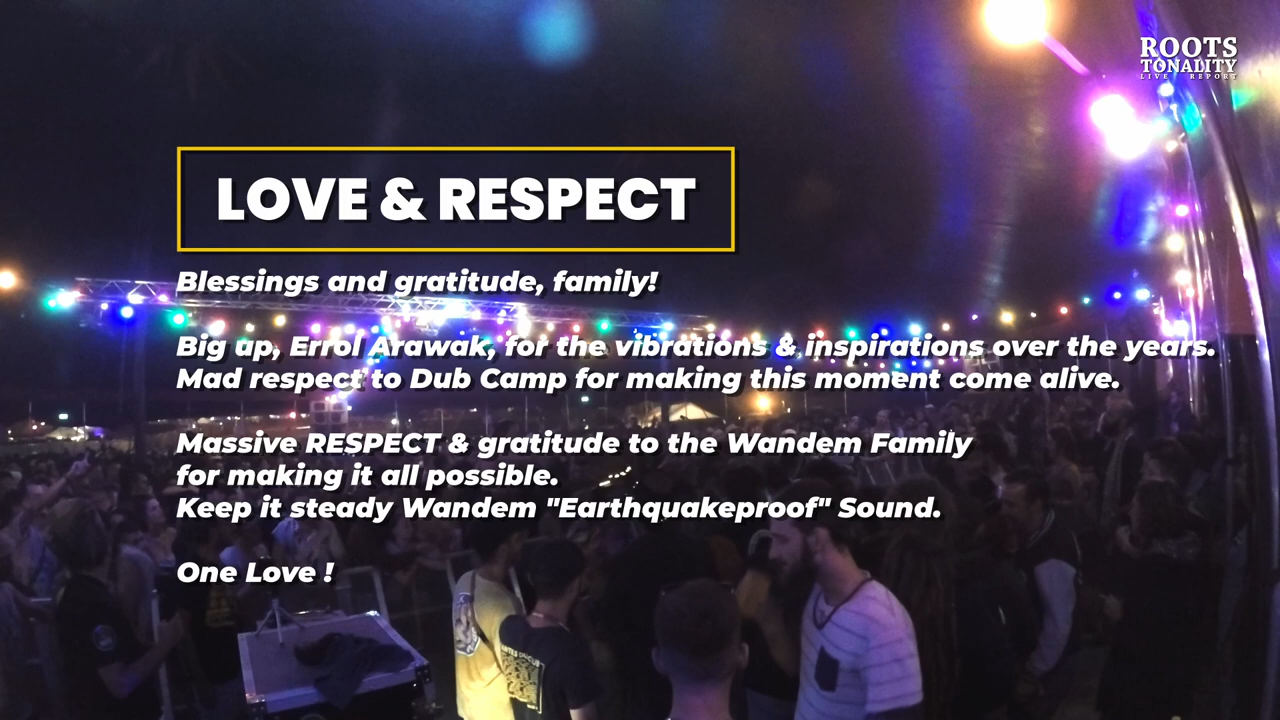 ROOTS
TONALITY
LIVE REPORT
LOVE & RESPECT
Blessings and gratitude, family!
Big up, Errol Arawak, for the vibrations & inspirations over the years.
Mad respect to Dub Camp for making this moment come alive.
Massive RESPECT & gratitude to the Wandem Family
for making it all possible.
Keep it steady Wandem "Earthquakeproof" Sound.
One Love !